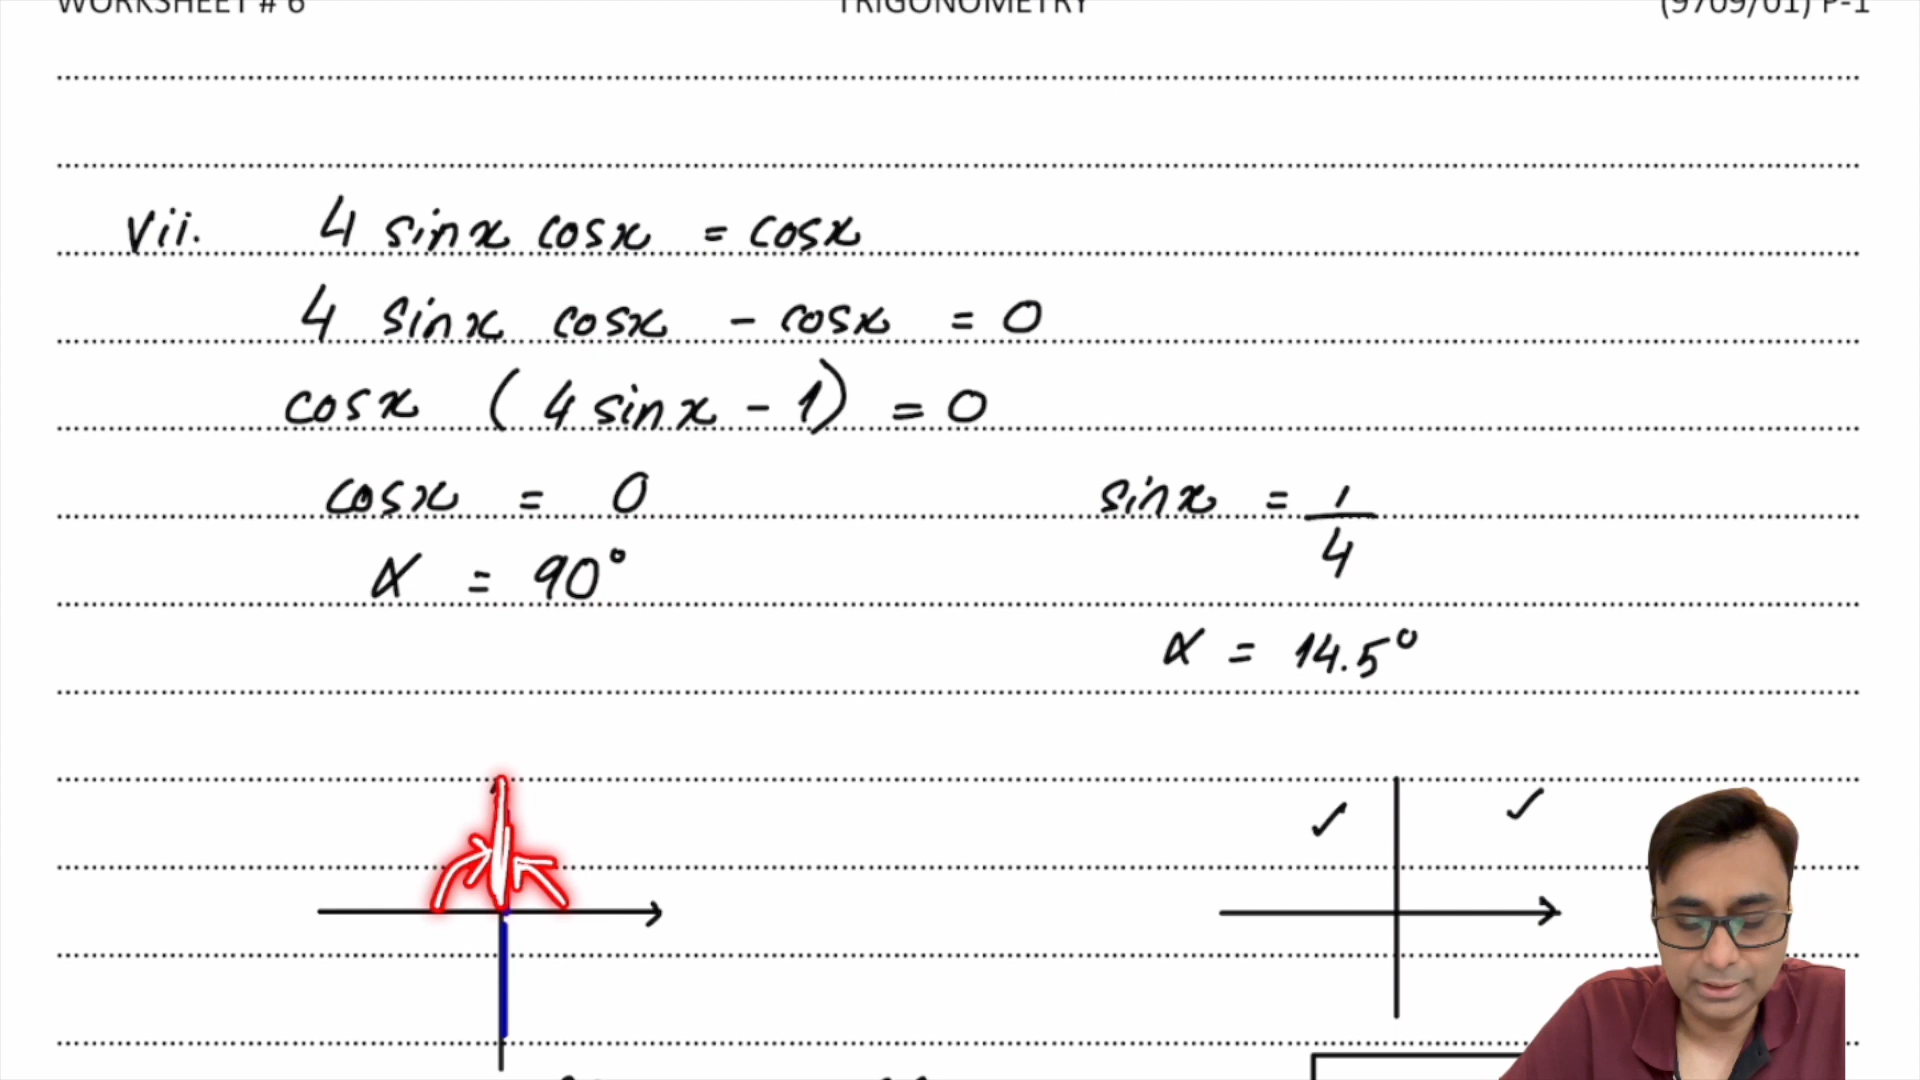 WORKSHEET # 6 TRIGONOMETRY (9709/01) P-1
vii. 4 sinx cosx = cosx
4 sinx cosx - cosx = 0
cosx (4 sinx - 1) = 0
cosx = 0 sinx = 1/4
α = 90°
α = 14.5°
✓ ✓